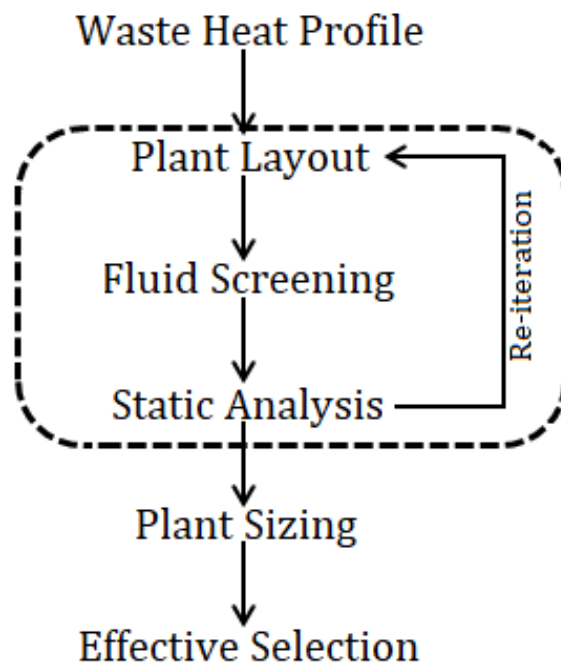 Waste Heat Profile
Plant Layout
Fluid Screening
Re-iteration
Static Analysis
Plant Sizing
Effective Selection